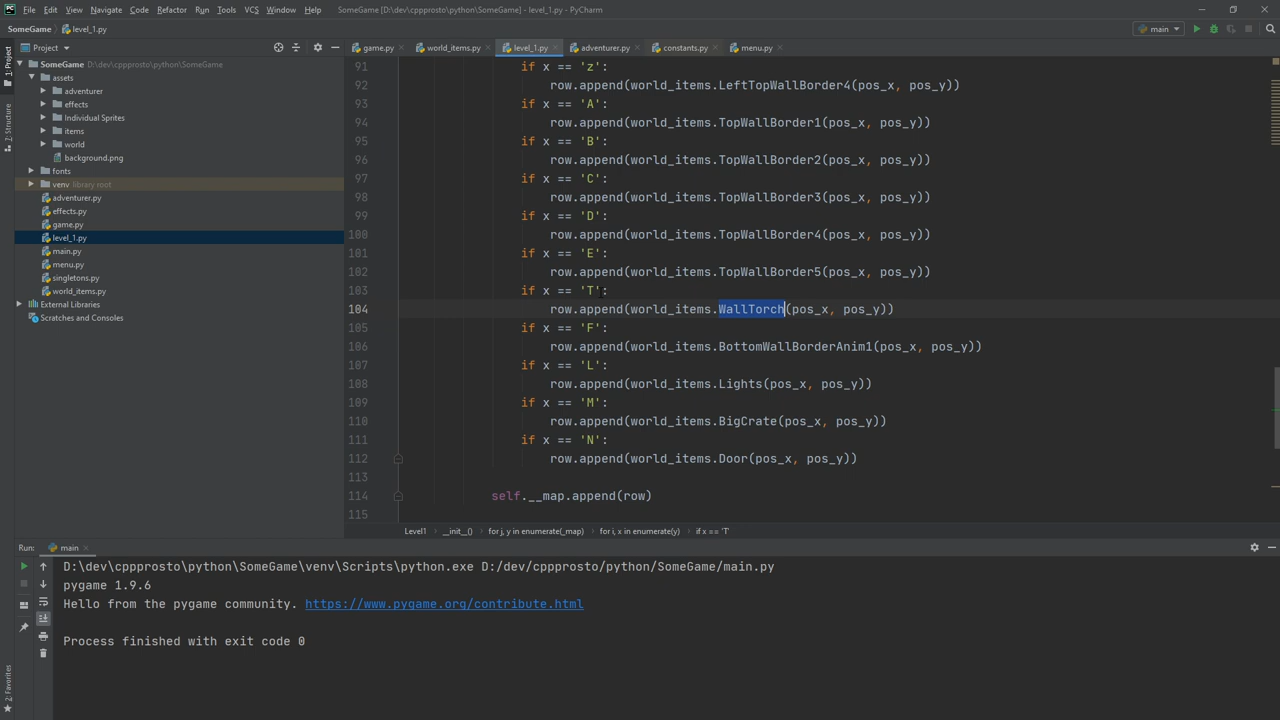 File Edit View Navigate Code Refactor Run Tools VCS Window Help SomeGame [D:\dev\cppprosto\python\SomeGame] - level_1.py - PyCharm
SomeGame level_1.py main
Project
game.py world_items.py level_1.py adventurer.py constants.py menu.py
SomeGame D:\dev\cppprosto\python\SomeGame
assets
adventurer
effects
Individual Sprites
items
world
background.png
fonts
venv library root
adventurer.py
effects.py
game.py
level_1.py
main.py
menu.py
singletons.py
world_items.py
External Libraries
Scratches and Consoles
1: Project
7: Structure
2: Favorites
91 if x == 'z':
92 row.append(world_items.LeftTopWallBorder4(pos_x, pos_y))
93 if x == 'A':
94 row.append(world_items.TopWallBorder1(pos_x, pos_y))
95 if x == 'B':
96 row.append(world_items.TopWallBorder2(pos_x, pos_y))
97 if x == 'C':
98 row.append(world_items.TopWallBorder3(pos_x, pos_y))
99 if x == 'D':
100 row.append(world_items.TopWallBorder4(pos_x, pos_y))
101 if x == 'E':
102 row.append(world_items.TopWallBorder5(pos_x, pos_y))
103 if x == 'T':
104 row.append(world_items.WallTorch(pos_x, pos_y))
105 if x == 'F':
106 row.append(world_items.BottomWallBorderAnim1(pos_x, pos_y))
107 if x == 'L':
108 row.append(world_items.Lights(pos_x, pos_y))
109 if x == 'M':
110 row.append(world_items.BigCrate(pos_x, pos_y))
111 if x == 'N':
112 row.append(world_items.Door(pos_x, pos_y))
113
114 self.__map.append(row)
115
Level1 __init__() for j, y in enumerate(_map) for i, x in enumerate(y) if x == 'T'
Run: main
D:\dev\cppprosto\python\SomeGame\venv\Scripts\python.exe D:/dev/cppprosto/python/SomeGame/main.py
pygame 1.9.6
Hello from the pygame community. https://www.pygame.org/contribute.html
Process finished with exit code 0